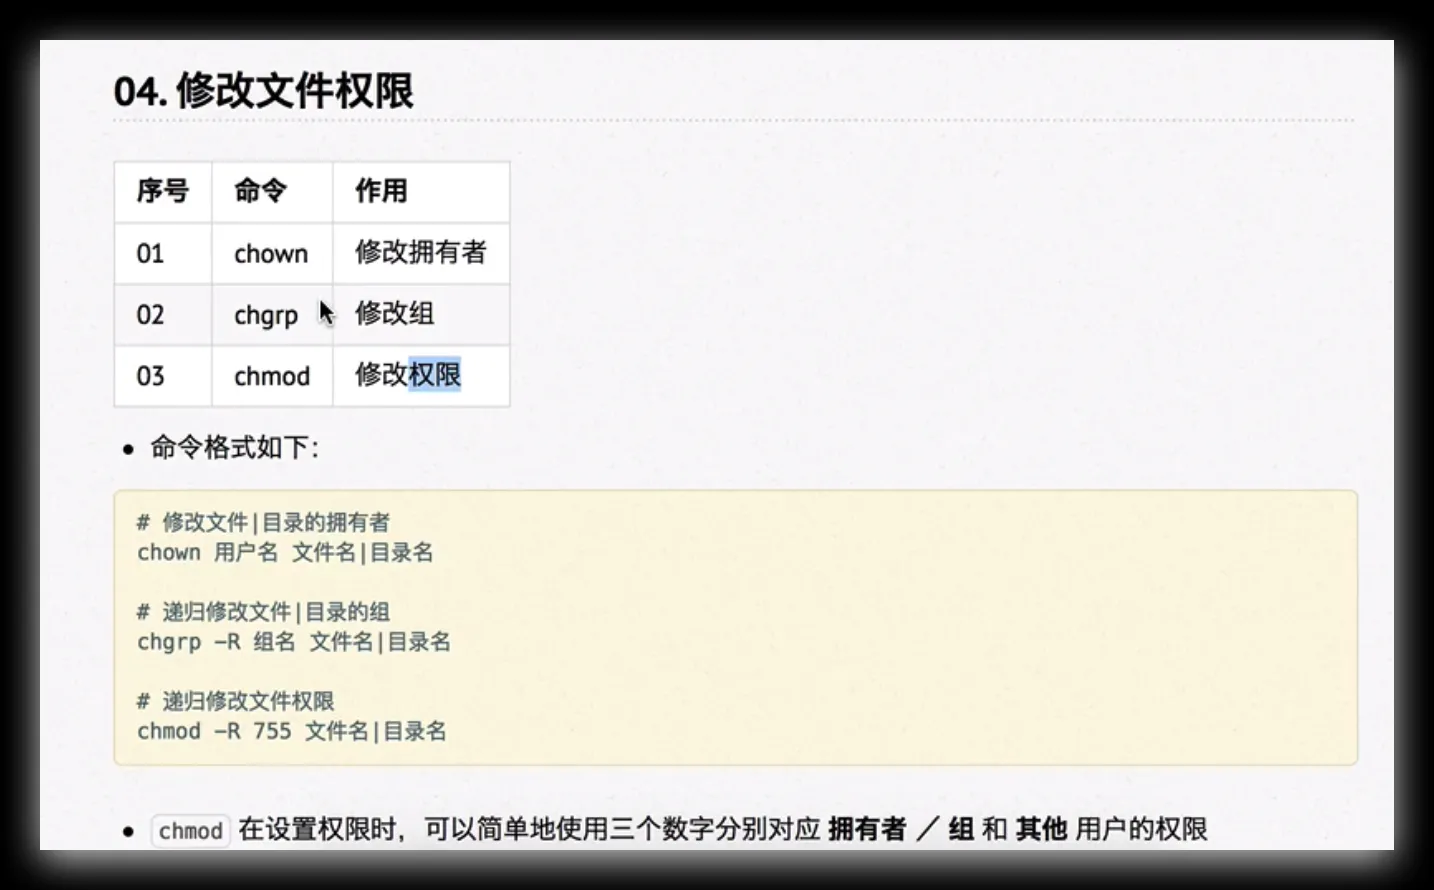 04. 修改文件权限
序号 命令 作用
01 chown 修改拥有者
02 chgrp 修改组
03 chmod 修改权限
• 命令格式如下：
# 修改文件|目录的拥有者
chown 用户名 文件名|目录名
# 递归修改文件|目录的组
chgrp -R 组名 文件名|目录名
# 递归修改文件权限
chmod -R 755 文件名|目录名
• chmod 在设置权限时，可以简单地使用三个数字分别对应 拥有者 ／ 组 和 其他 用户的权限